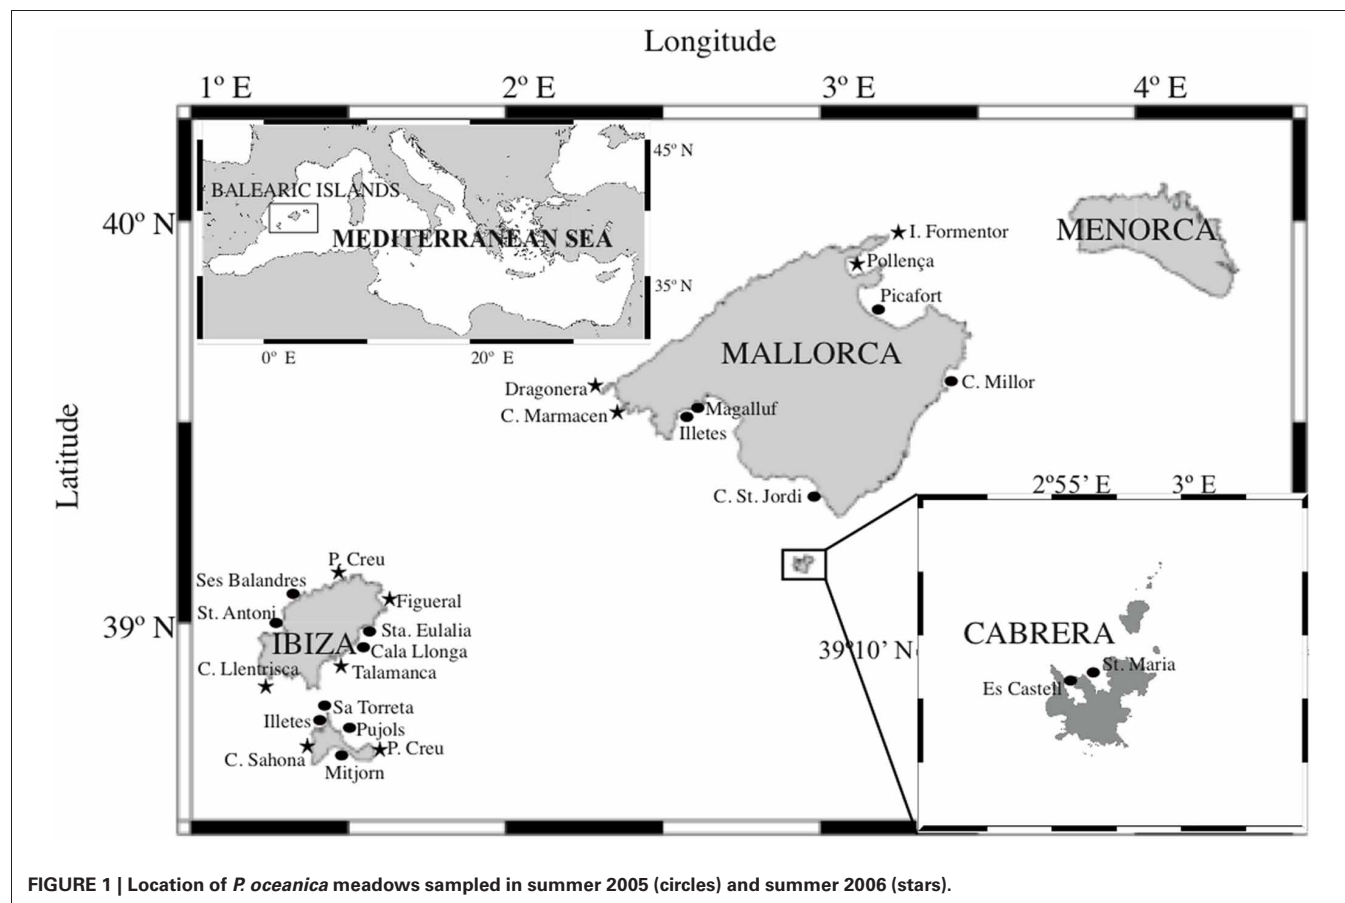 Longitude
1º E 2º E 3º E 4º E
45º N
BALEARIC ISLANDS
40º N
MEDITERRANEAN SEA
MENORCA
I. Formentor
Pollença
35º N
Picafort
0º E 20º E
MALLORCA
Dragonera
C. Millor
C. Marmacen
Magalluf
Illetes
Latitude
C. St. Jordi
2º55' E 3º E
P. Creu
Ses Balandres
Figueral
St. Antoni
39º N
IBIZA
Sta. Eulalia
Cala Llonga
C. Llentrisca
Talamanca
39º10' N
CABRERA
St. Maria
Es Castell
Sa Torreta
Illetes
Pujols
P. Creu
C. Sahona
Mitjorn
FIGURE 1 | Location of P. oceanica meadows sampled in summer 2005 (circles) and summer 2006 (stars).